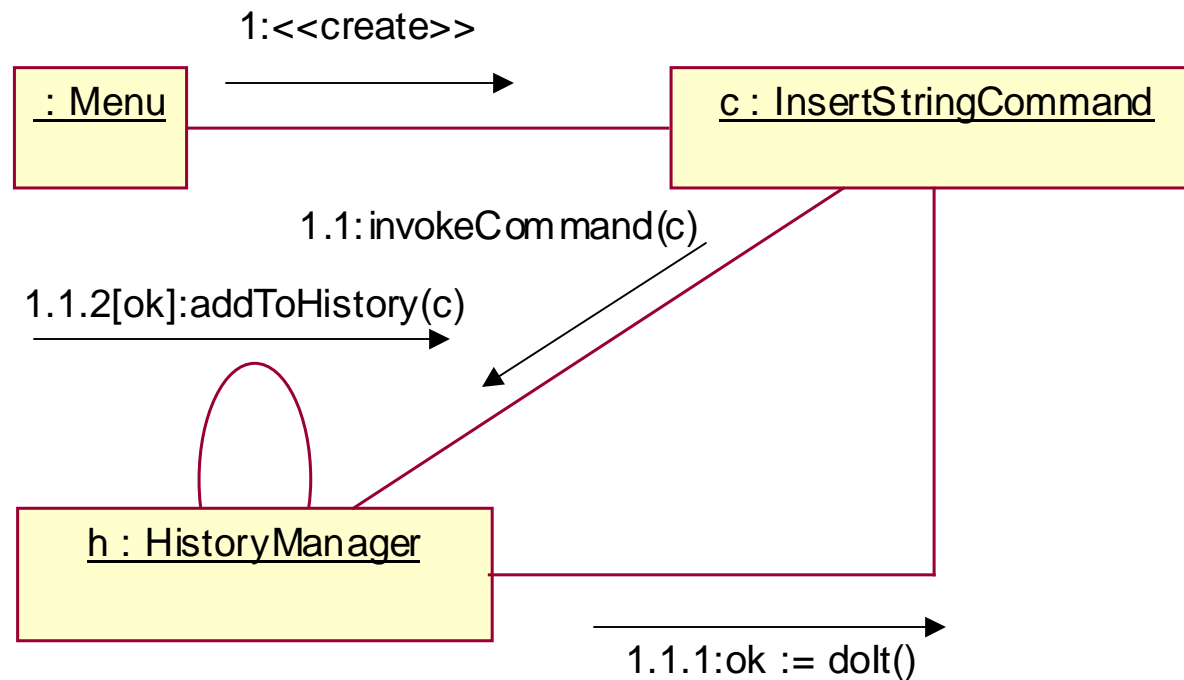 1:<<create>>
: Menu
c : InsertStringCommand
1.1:invokeCommand(c)
1.1.2[ok]:addToHistory(c)
h : HistoryManager
1.1.1:ok := doIt()